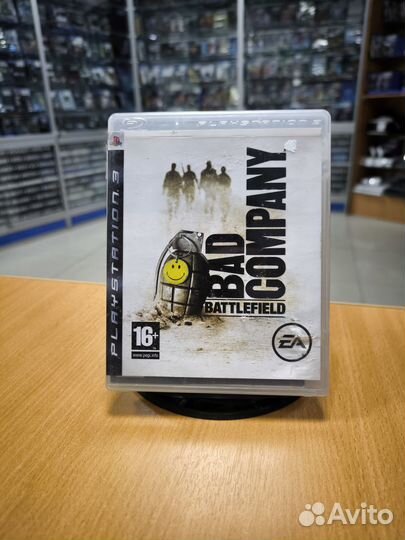 PLAYSTATION 3
PLAYSTATION 3
BAD
COMPANY
BATTLEFIELD
16+
www.pegi.info
EA
Avito